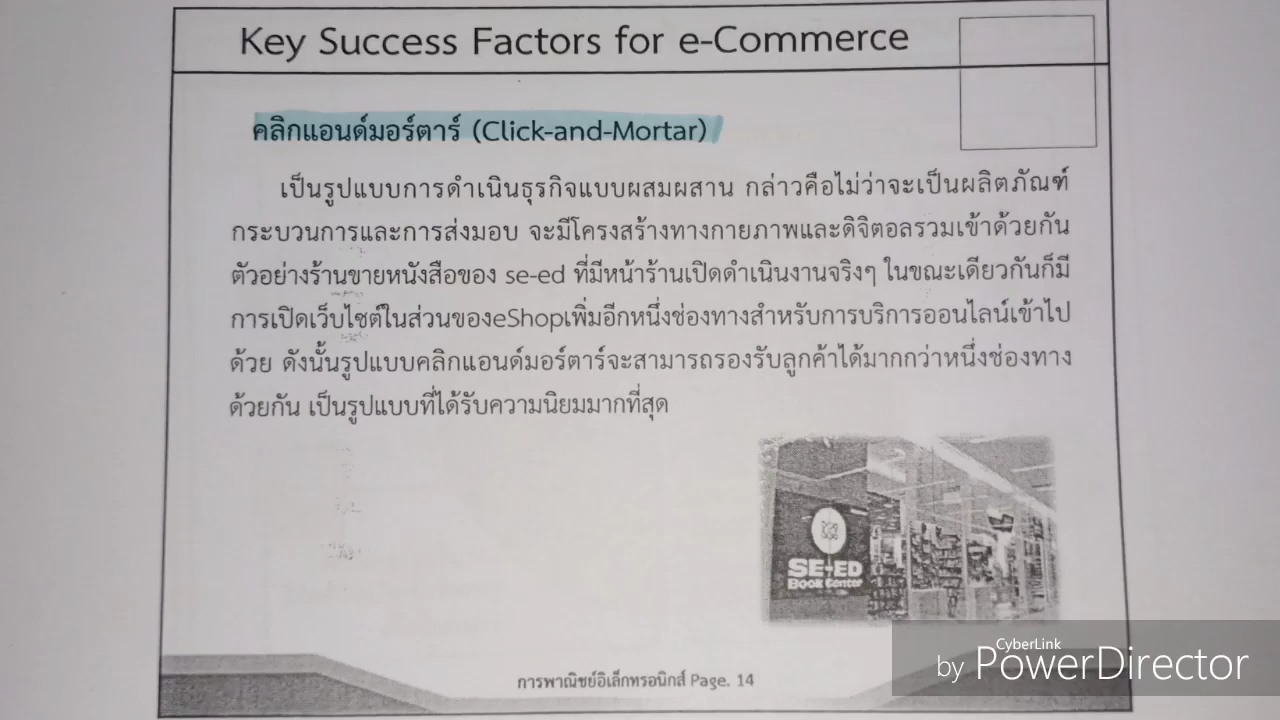 Key Success Factors for e-Commerce
คลิกแอนด์มอร์ตาร์ (Click-and-Mortar)
เป็นรูปแบบการดำเนินธุรกิจแบบผสมผสาน กล่าวคือไม่ว่าจะเป็นผลิตภัณฑ์
กระบวนการและการส่งมอบ จะมีโครงสร้างทางกายภาพและดิจิตอลรวมเข้าด้วยกัน
ตัวอย่างร้านขายหนังสือของ se-ed ที่มีหน้าร้านเปิดดำเนินงานจริงๆ ในขณะเดียวกันก็มี
การเปิดเว็บไซต์ในส่วนของeShopเพิ่มอีกหนึ่งช่องทางสำหรับการบริการออนไลน์เข้าไป
ด้วย ดังนั้นรูปแบบคลิกแอนด์มอร์ตาร์จะสามารถรองรับลูกค้าได้มากกว่าหนึ่งช่องทาง
ด้วยกัน เป็นรูปแบบที่ได้รับความนิยมมากที่สุด
SE-ED
Book Center
การพาณิชย์อิเล็กทรอนิกส์ Page. 14
CyberLink
by PowerDirector